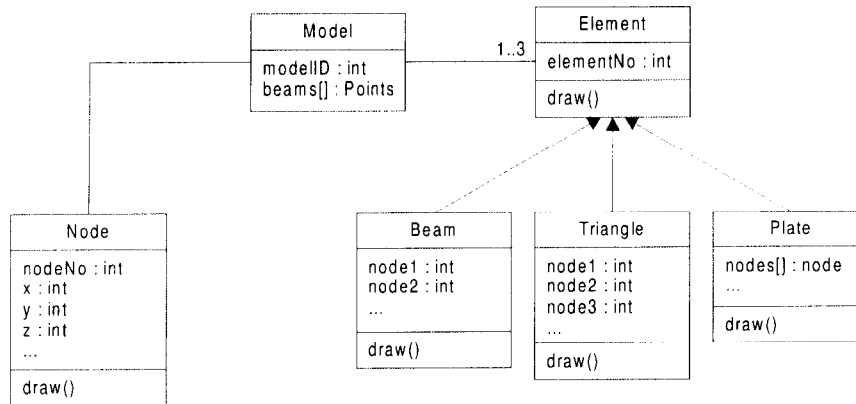 Model
modelID : int
beams[] : Points
1..3
Element
elementNo : int
draw()
Node
nodeNo : int
x : int
y : int
z : int
...
draw()
Beam
node1 : int
node2 : int
...
draw()
Triangle
node1 : int
node2 : int
node3 : int
...
draw()
Plate
nodes[] : node
...
draw()